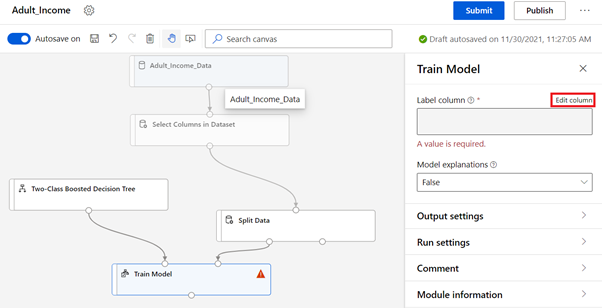 Adult_Income
Submit
Publish
Autosave on
Search canvas
Draft autosaved on 11/30/2021, 11:27:05 AM
Adult_Income_Data
Adult_Income_Data
Select Columns in Dataset
Two-Class Boosted Decision Tree
Split Data
Train Model
Train Model
Label column * Edit column
A value is required.
Model explanations
False
Output settings
Run settings
Comment
Module information